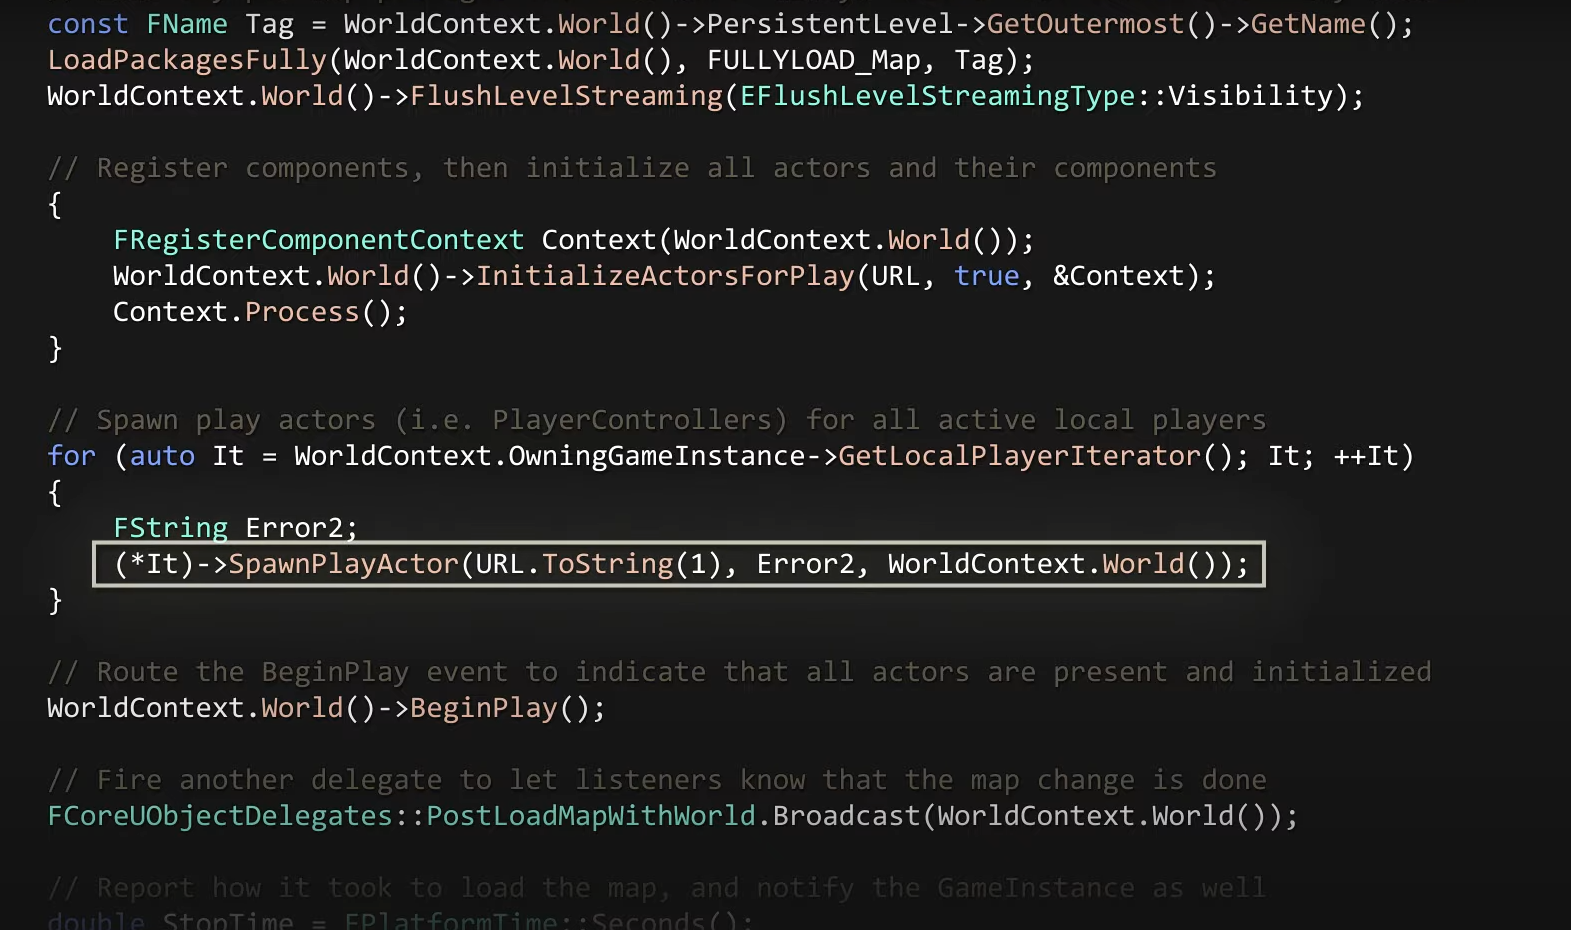 const FName Tag = WorldContext.World()->PersistentLevel->GetOutermost()->GetName();
LoadPackagesFully(WorldContext.World(), FULLYLOAD_Map, Tag);
WorldContext.World()->FlushLevelStreaming(EFlushLevelStreamingType::Visibility);
// Register components, then initialize all actors and their components
{
FRegisterComponentContext Context(WorldContext.World());
WorldContext.World()->InitializeActorsForPlay(URL, true, &Context);
Context.Process();
}
// Spawn play actors (i.e. PlayerControllers) for all active local players
for (auto It = WorldContext.OwningGameInstance->GetLocalPlayerIterator(); It; ++It)
{
FString Error2;
(*It)->SpawnPlayActor(URL.ToString(1), Error2, WorldContext.World());
}
// Route the BeginPlay event to indicate that all actors are present and initialized
WorldContext.World()->BeginPlay();
// Fire another delegate to let listeners know that the map change is done
FCoreUObjectDelegates::PostLoadMapWithWorld.Broadcast(WorldContext.World());
// Report how it took to load the map, and notify the GameInstance as well
double StopTime = FPlatformTime::Seconds();